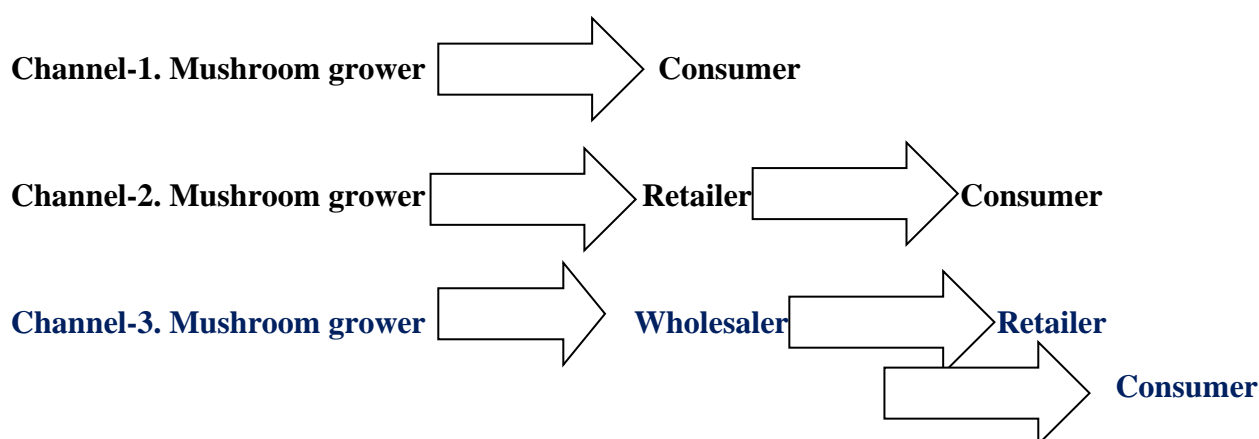 Channel-1. Mushroom grower Consumer
Channel-2. Mushroom grower Retailer Consumer
Channel-3. Mushroom grower Wholesaler Retailer
Consumer